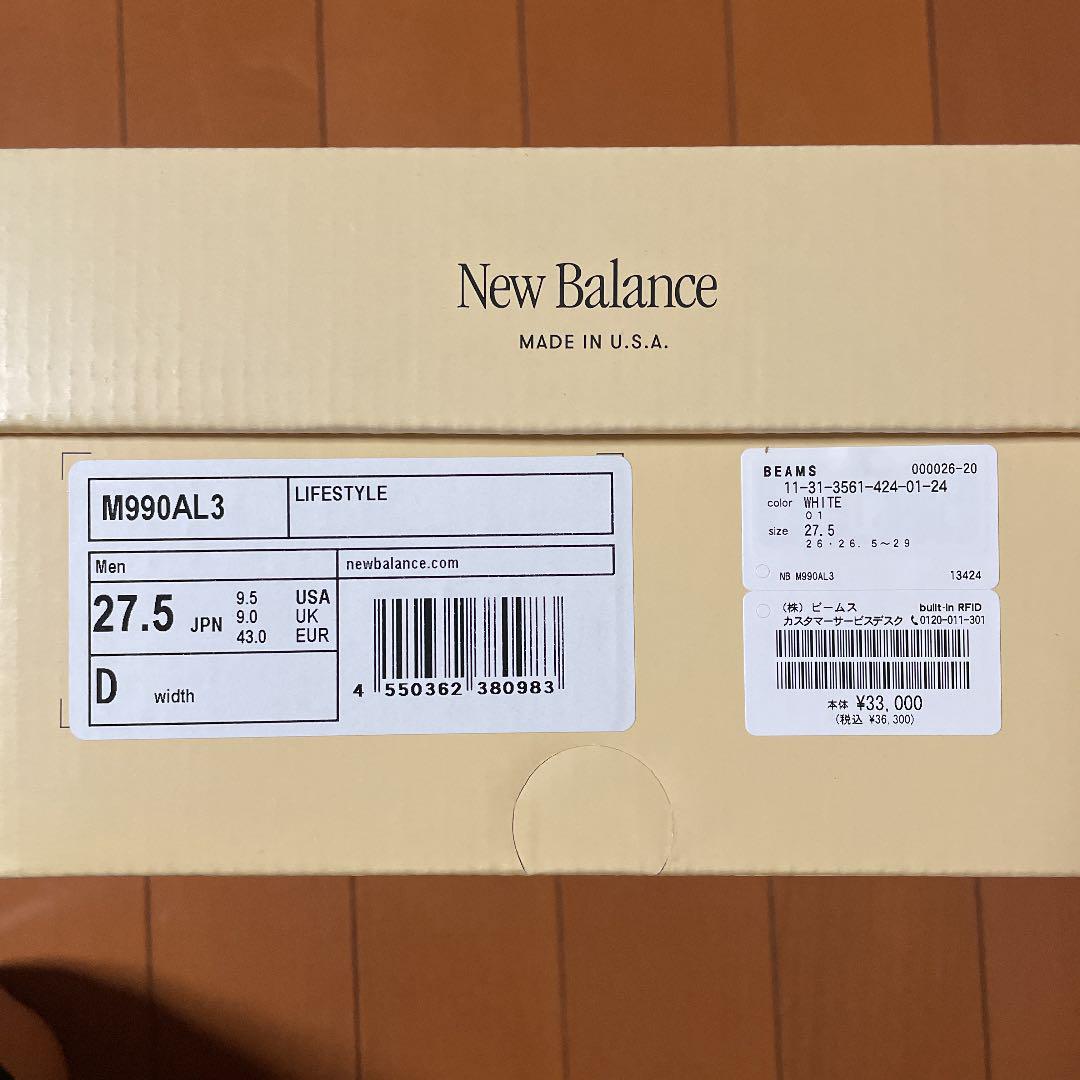 New Balance
MADE IN U.S.A.
M990AL3
LIFESTYLE
Men
newbalance.com
27.5 JPN
9.5 USA
9.0 UK
43.0 EUR
D width
4 550362 380983
BEAMS 000026-20
11-31-3561-424-01-24
color WHITE
01
size 27.5
26・26.5～29
NB M990AL3 13424
(株)ビームス built-in RFID
カスタマーサービスデスク 📞0120-011-301
本体 ¥33,000
(税込 ¥36,300)